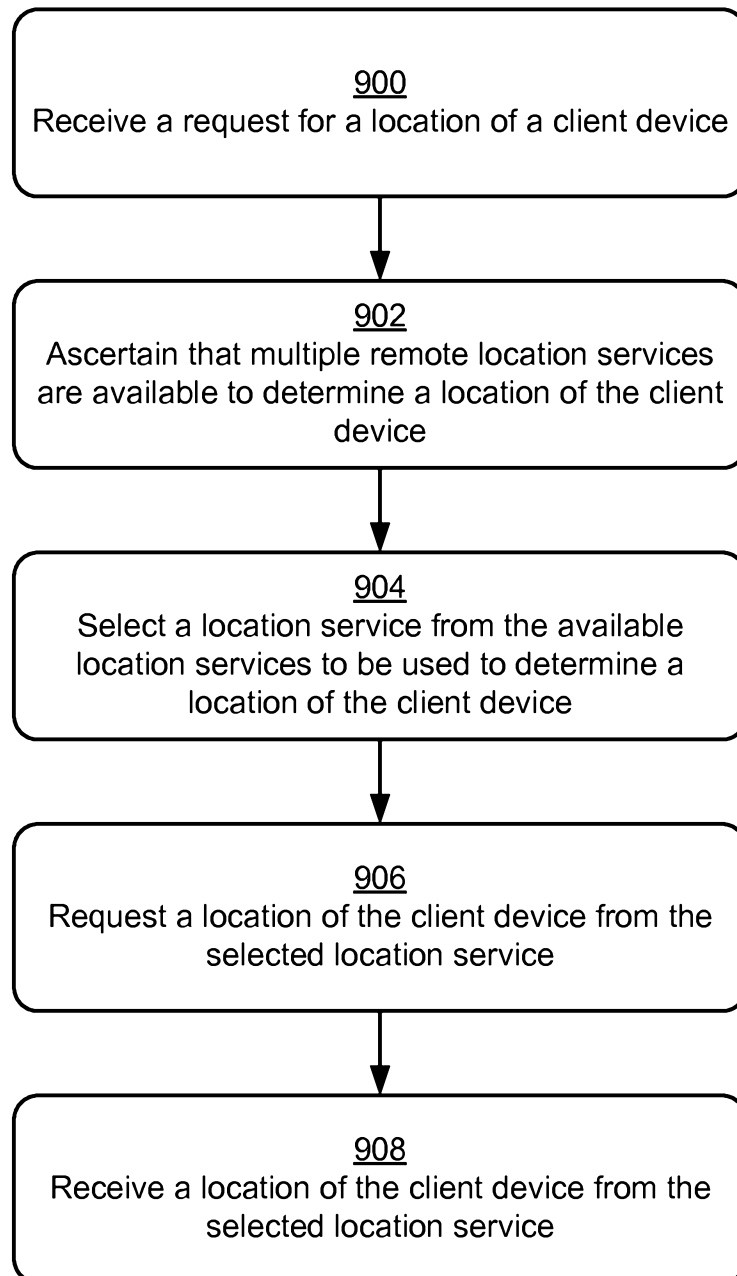 900
Receive a request for a location of a client device
902
Ascertain that multiple remote location services
are available to determine a location of the client
device
904
Select a location service from the available
location services to be used to determine a
location of the client device
906
Request a location of the client device from the
selected location service
908
Receive a location of the client device from the
selected location service